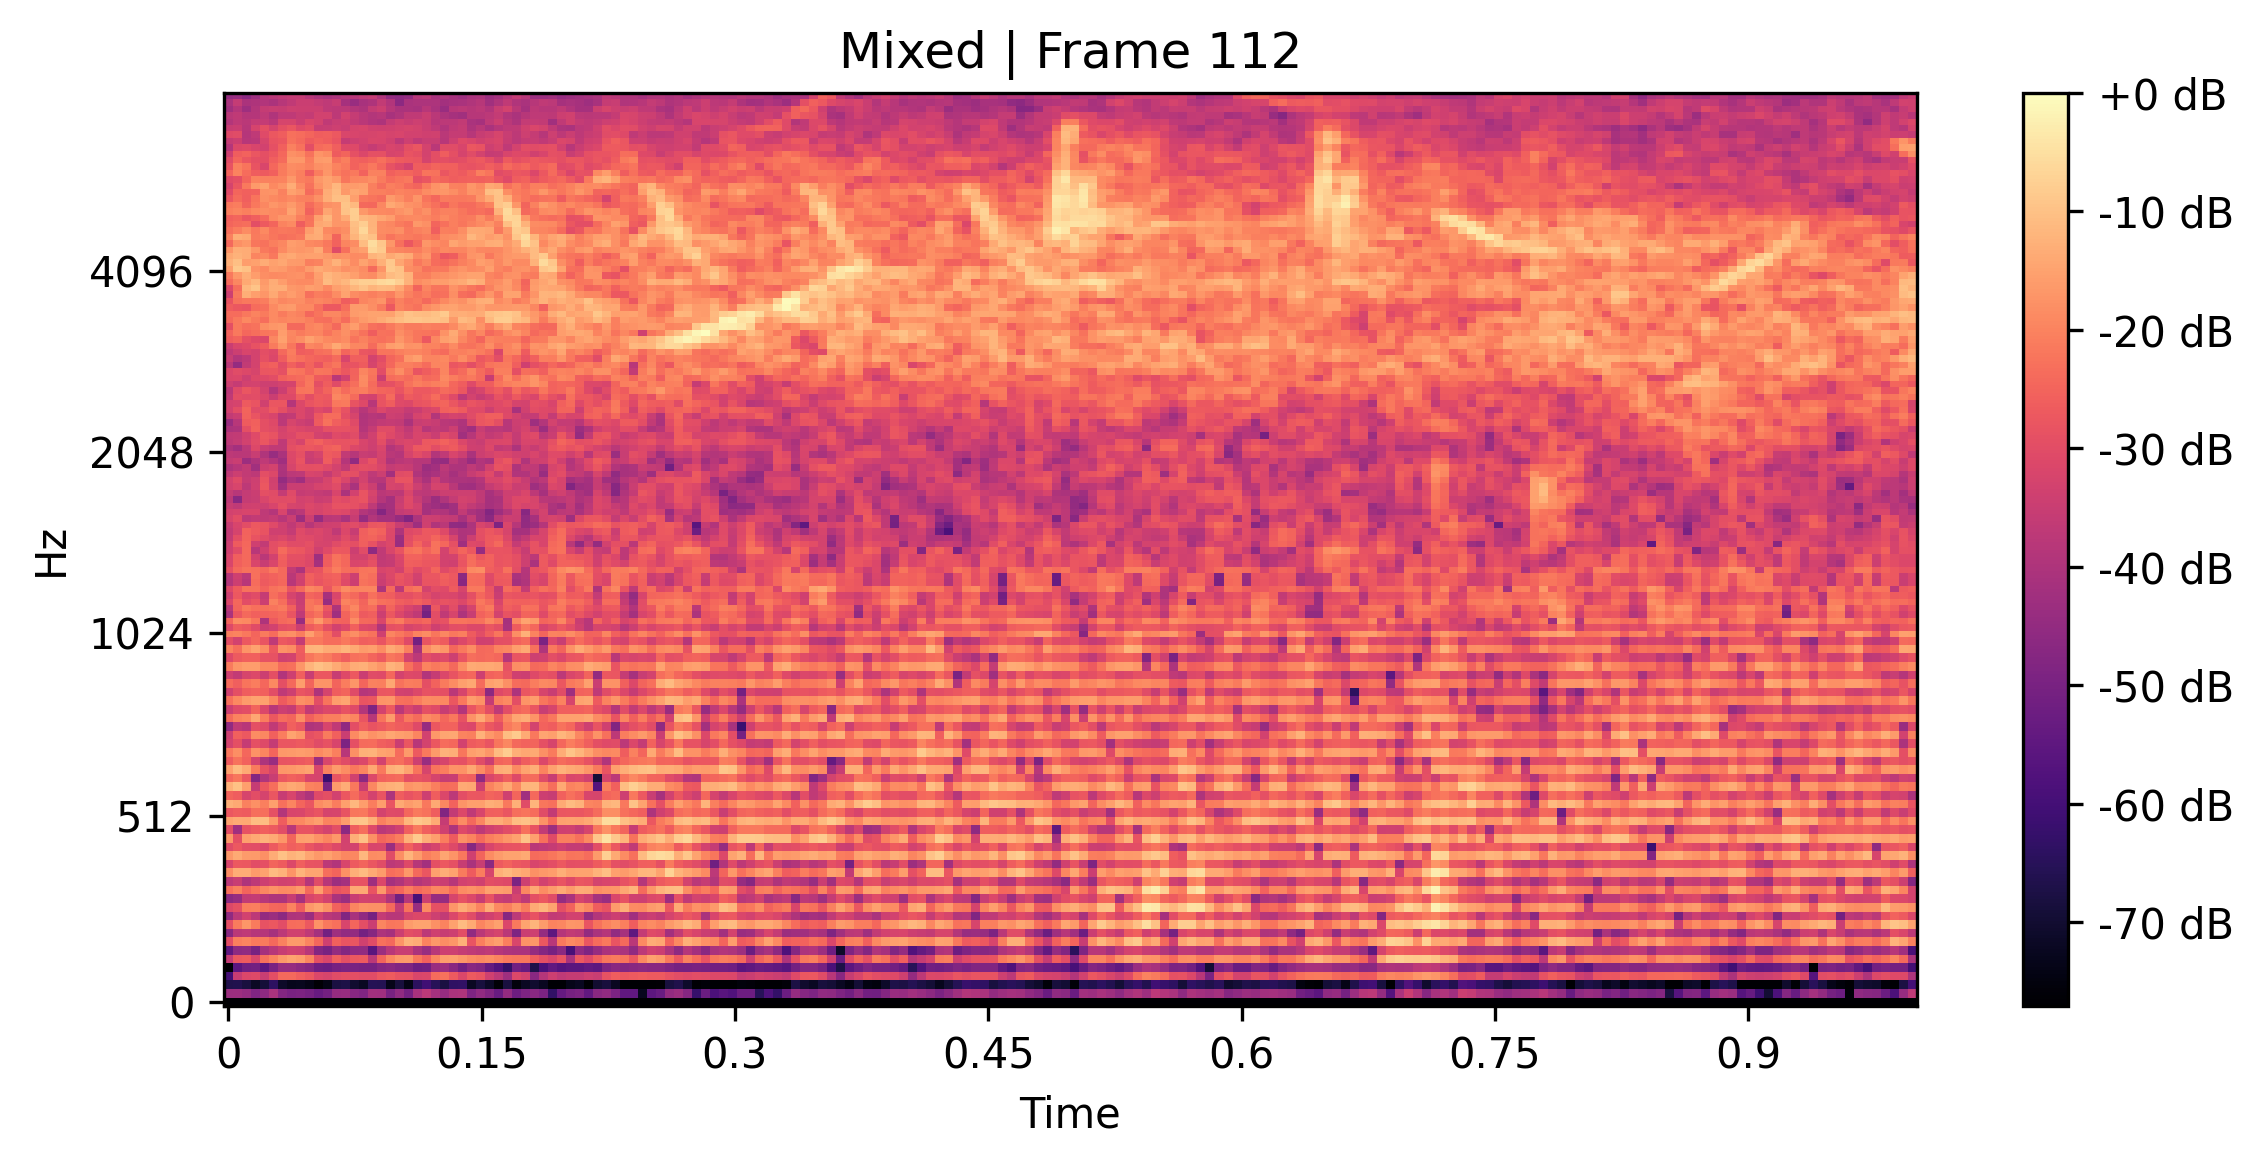 Mixed | Frame 112
+0 dB
-10 dB
-20 dB
-30 dB
-40 dB
-50 dB
-60 dB
-70 dB
Hz
4096
2048
1024
512
0
0 0.15 0.3 0.45 0.6 0.75 0.9
Time